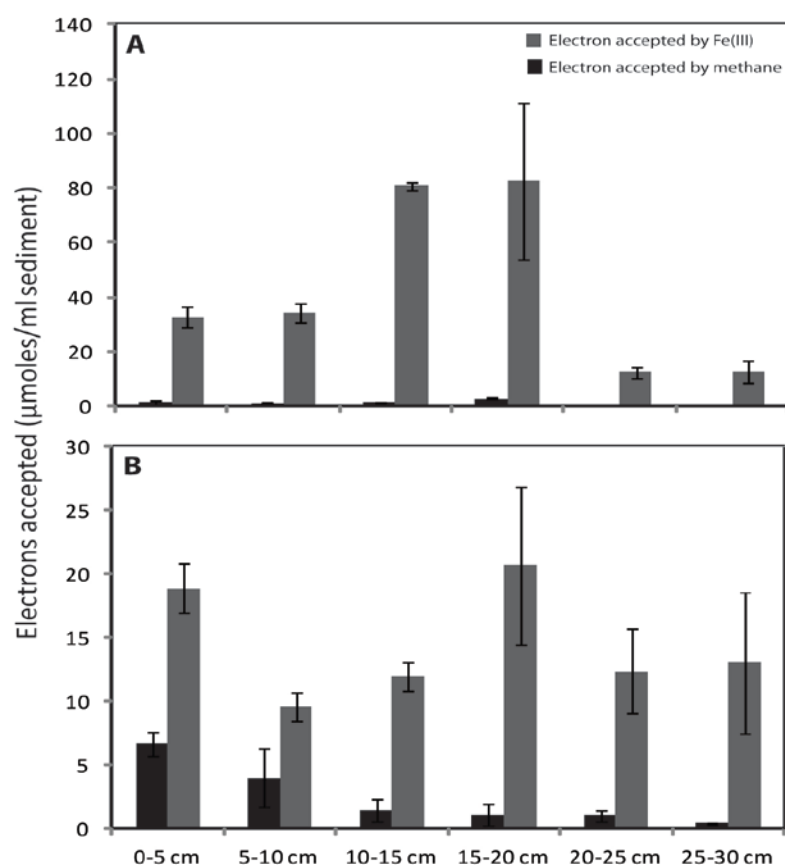 A
Electron accepted by Fe(III)
Electron accepted by methane
140
120
100
80
60
40
20
0
Electrons accepted (µmoles/ml sediment)
B
30
25
20
15
10
5
0
0-5 cm 5-10 cm 10-15 cm 15-20 cm 20-25 cm 25-30 cm